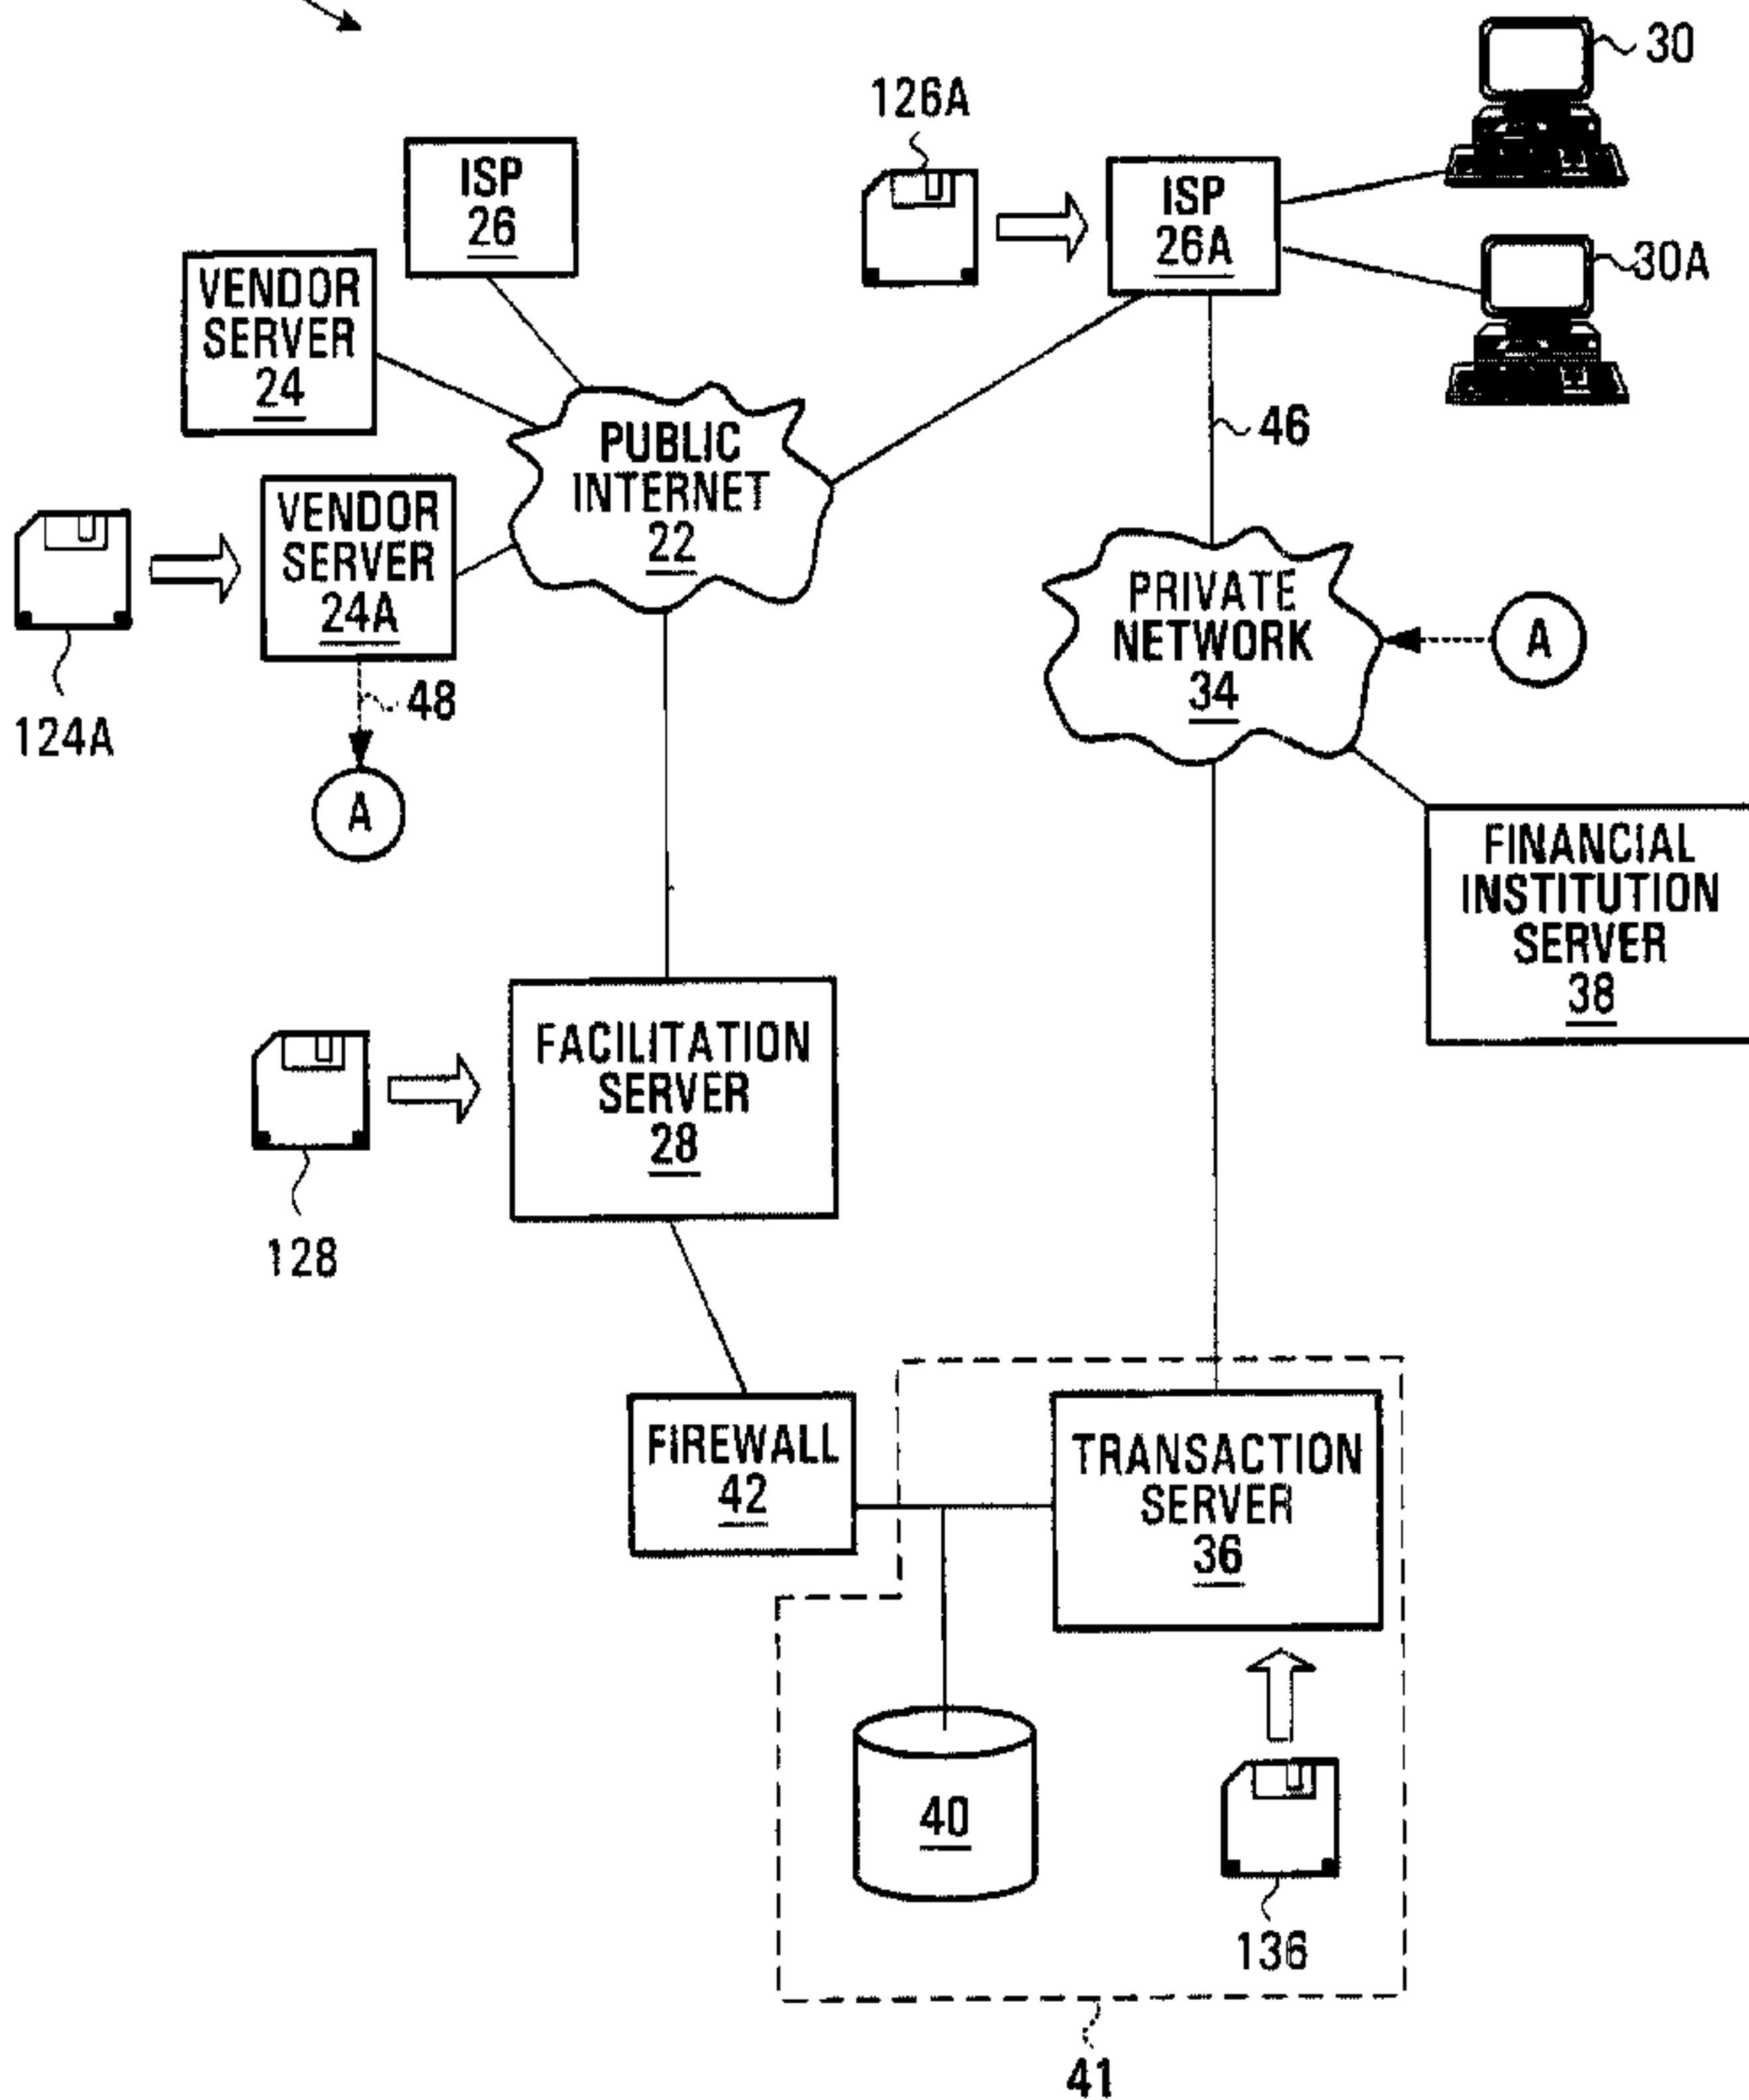 30
126A
ISP
26
ISP
26A
30A
VENDOR
SERVER
24
46
PUBLIC
INTERNET
22
VENDOR
SERVER
24A
PRIVATE
NETWORK
34
A
48
124A
A
FINANCIAL
INSTITUTION
SERVER
38
FACILITATION
SERVER
28
128
FIREWALL
42
TRANSACTION
SERVER
36
40
136
41